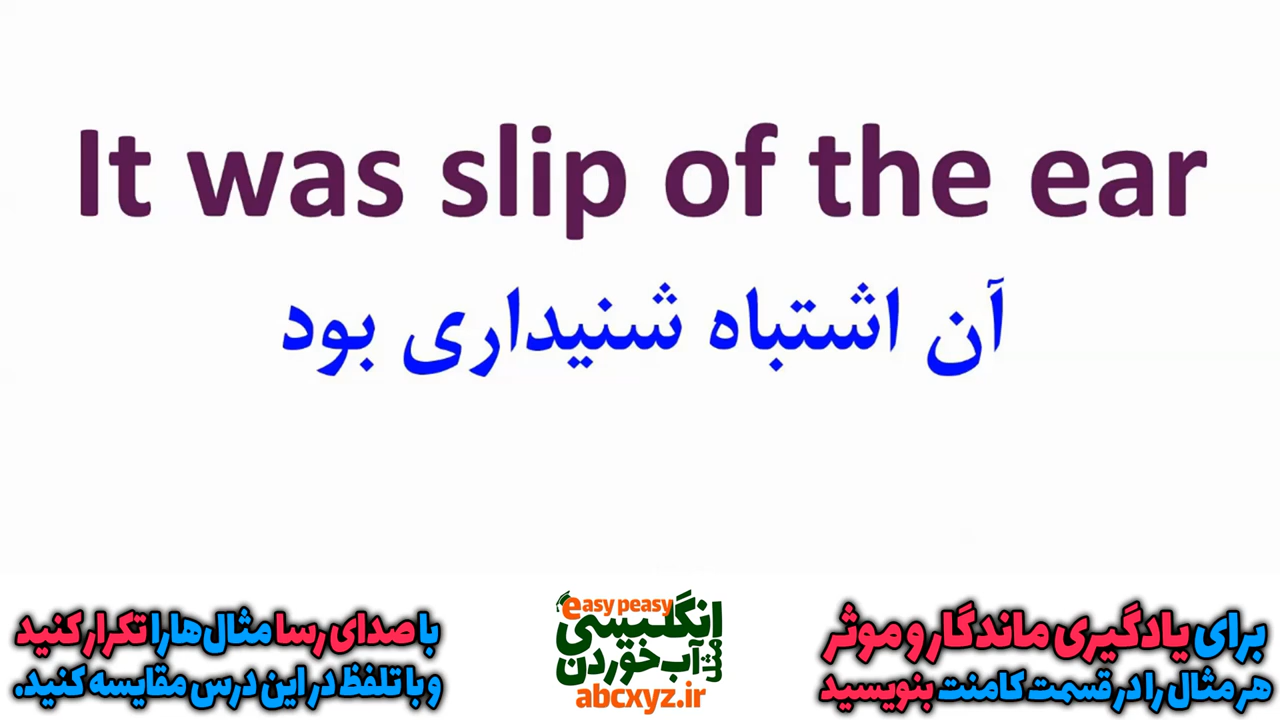 It was slip of the ear
آن اشتباه شنیداری بود
برای یادگیری ماندگار و موثر
هر مثال را در قسمت کامنت بنویسید
easy peasy
انگلیسی
مثل آب خوردن
abcxyz.ir
با صدای رسا مثال‌ها را تکرار کنید
و با تلفظ در این درس مقایسه کنید.